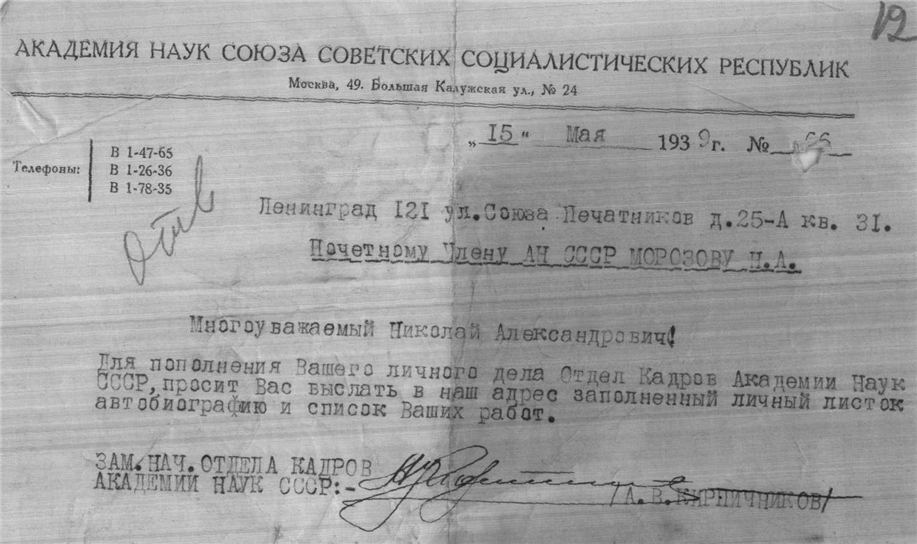 12
АКАДЕМИЯ НАУК СОЮЗА СОВЕТСКИХ СОЦИАЛИСТИЧЕСКИХ РЕСПУБЛИК
Москва, 49. Большая Калужская ул., № 24
„15" Мая 1939г. № 66
Телефоны:
В 1-47-65
В 1-26-36
В 1-78-35
Отв
Ленинград 121 ул.Союза Печатников д.25-А кв. 31.
Почетному Члену АН СССР МОРОЗОВУ Н.А.
Многоуважаемый Николай Александрович!
Для пополнения Вашего личного дела Отдел Кадров Академии Наук
СССР,просит Вас выслать в наш адрес заполненный личный листок
автобиографию и список Ваших работ.
ЗАМ.НАЧ.ОТДЕЛА КАДРОВ
АКАДЕМИИ НАУК СССР:- /А.В.КИРПИЧНИКОВ/